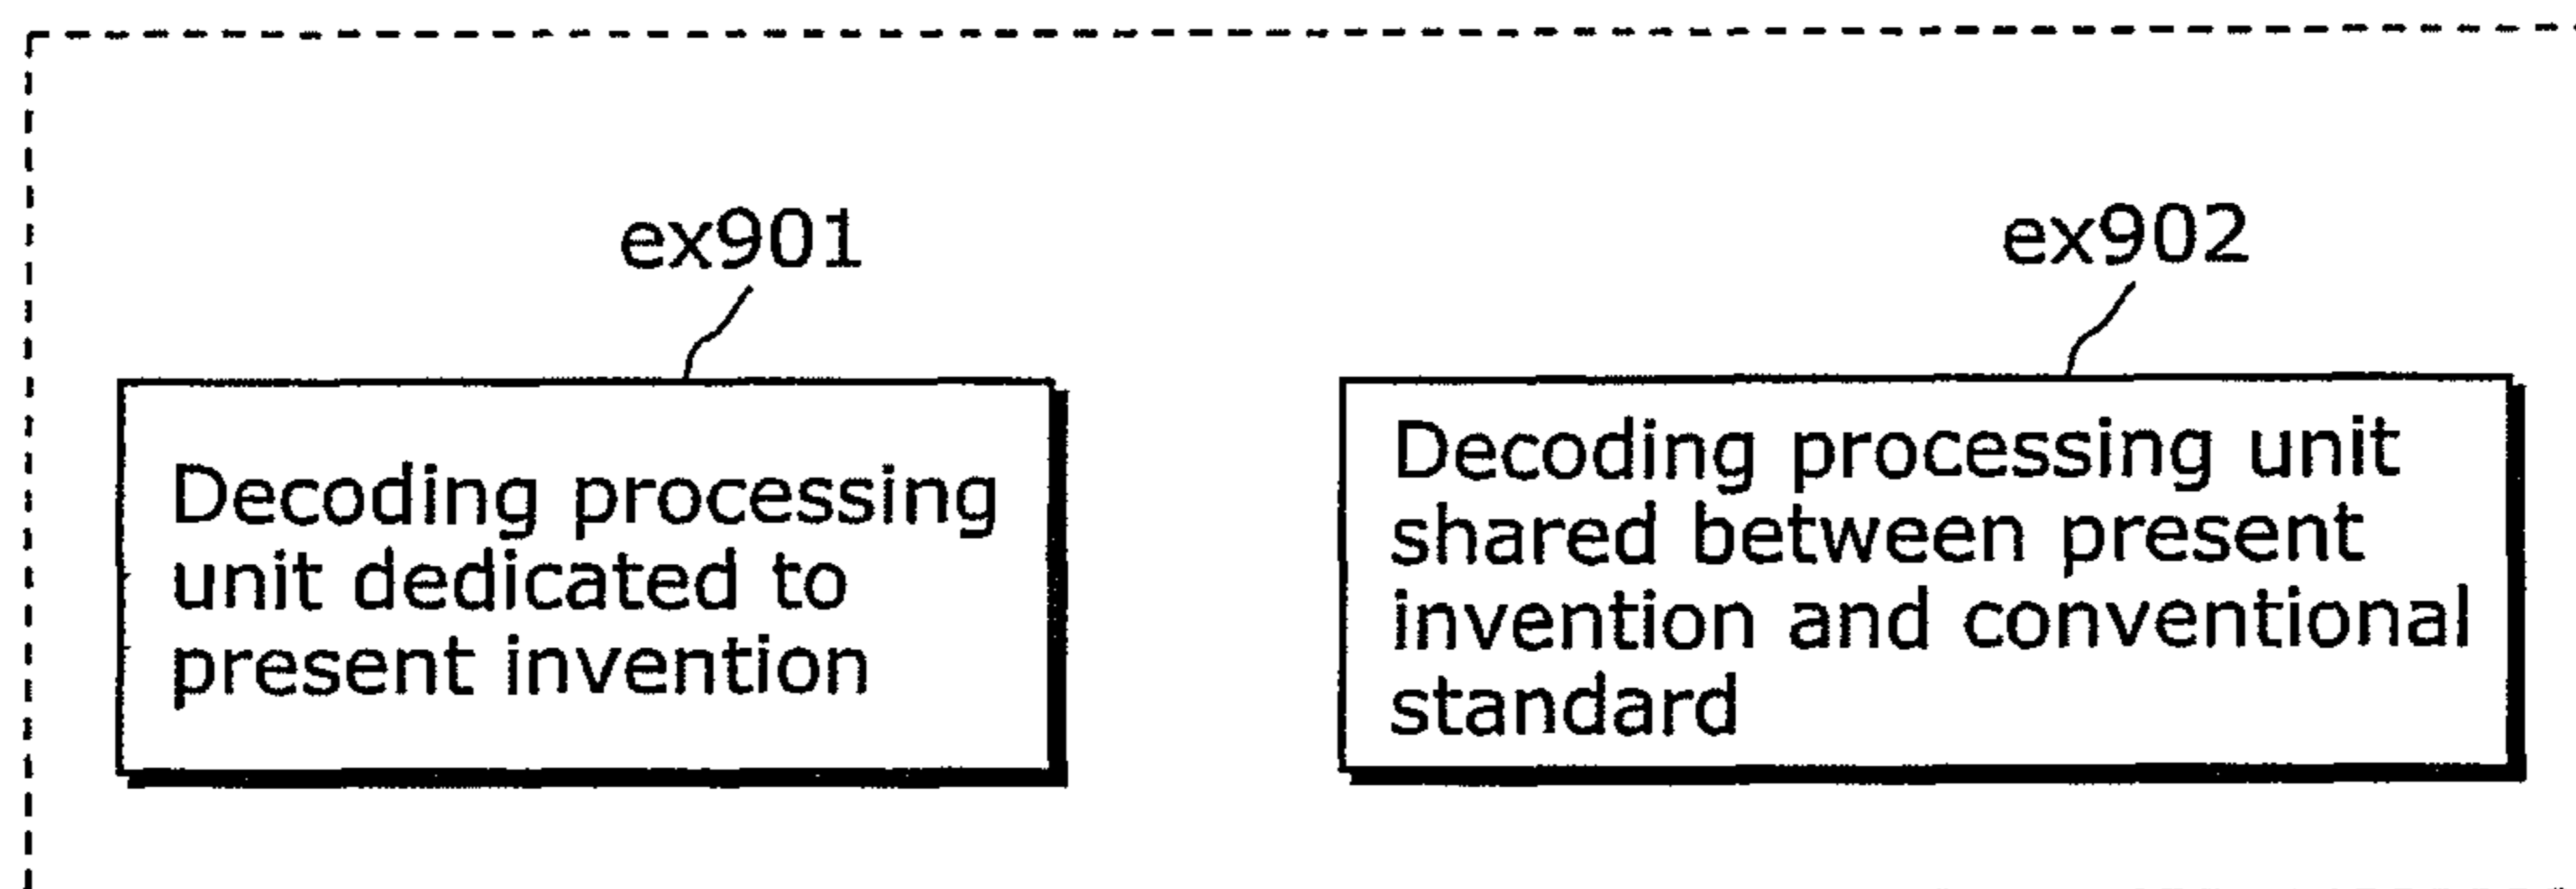 ex901
ex902
Decoding processing
unit dedicated to
present invention
Decoding processing unit
shared between present
invention and conventional
standard